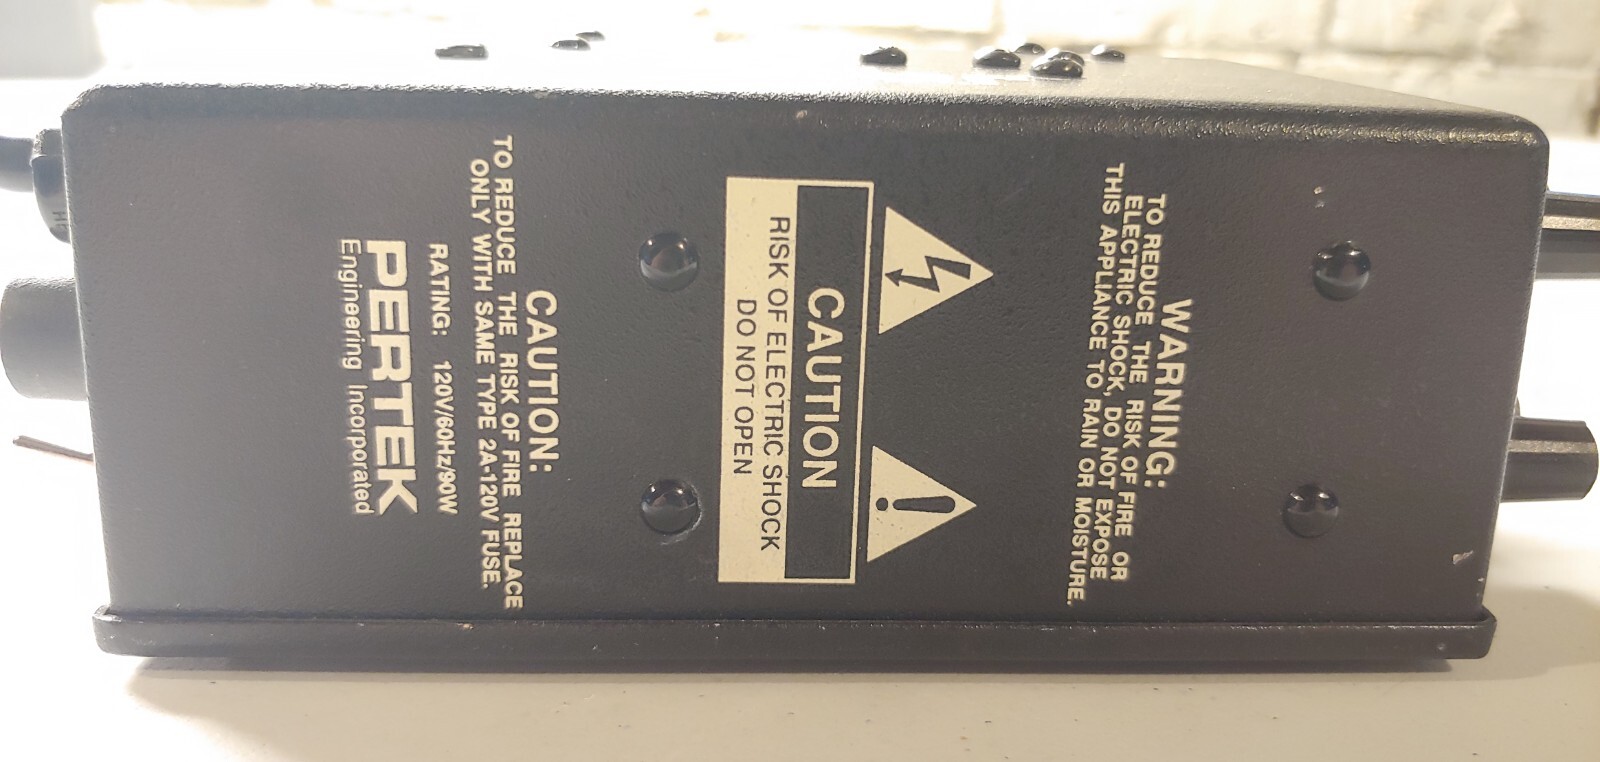 WARNING:
TO REDUCE THE RISK OF FIRE OR
ELECTRIC SHOCK, DO NOT EXPOSE
THIS APPLIANCE TO RAIN OR MOISTURE.
CAUTION
RISK OF ELECTRIC SHOCK
DO NOT OPEN
CAUTION:
TO REDUCE THE RISK OF FIRE REPLACE
ONLY WITH SAME TYPE 2A-120V FUSE.
RATING: 120V/60Hz/90W
PERTEK
Engineering Incorporated